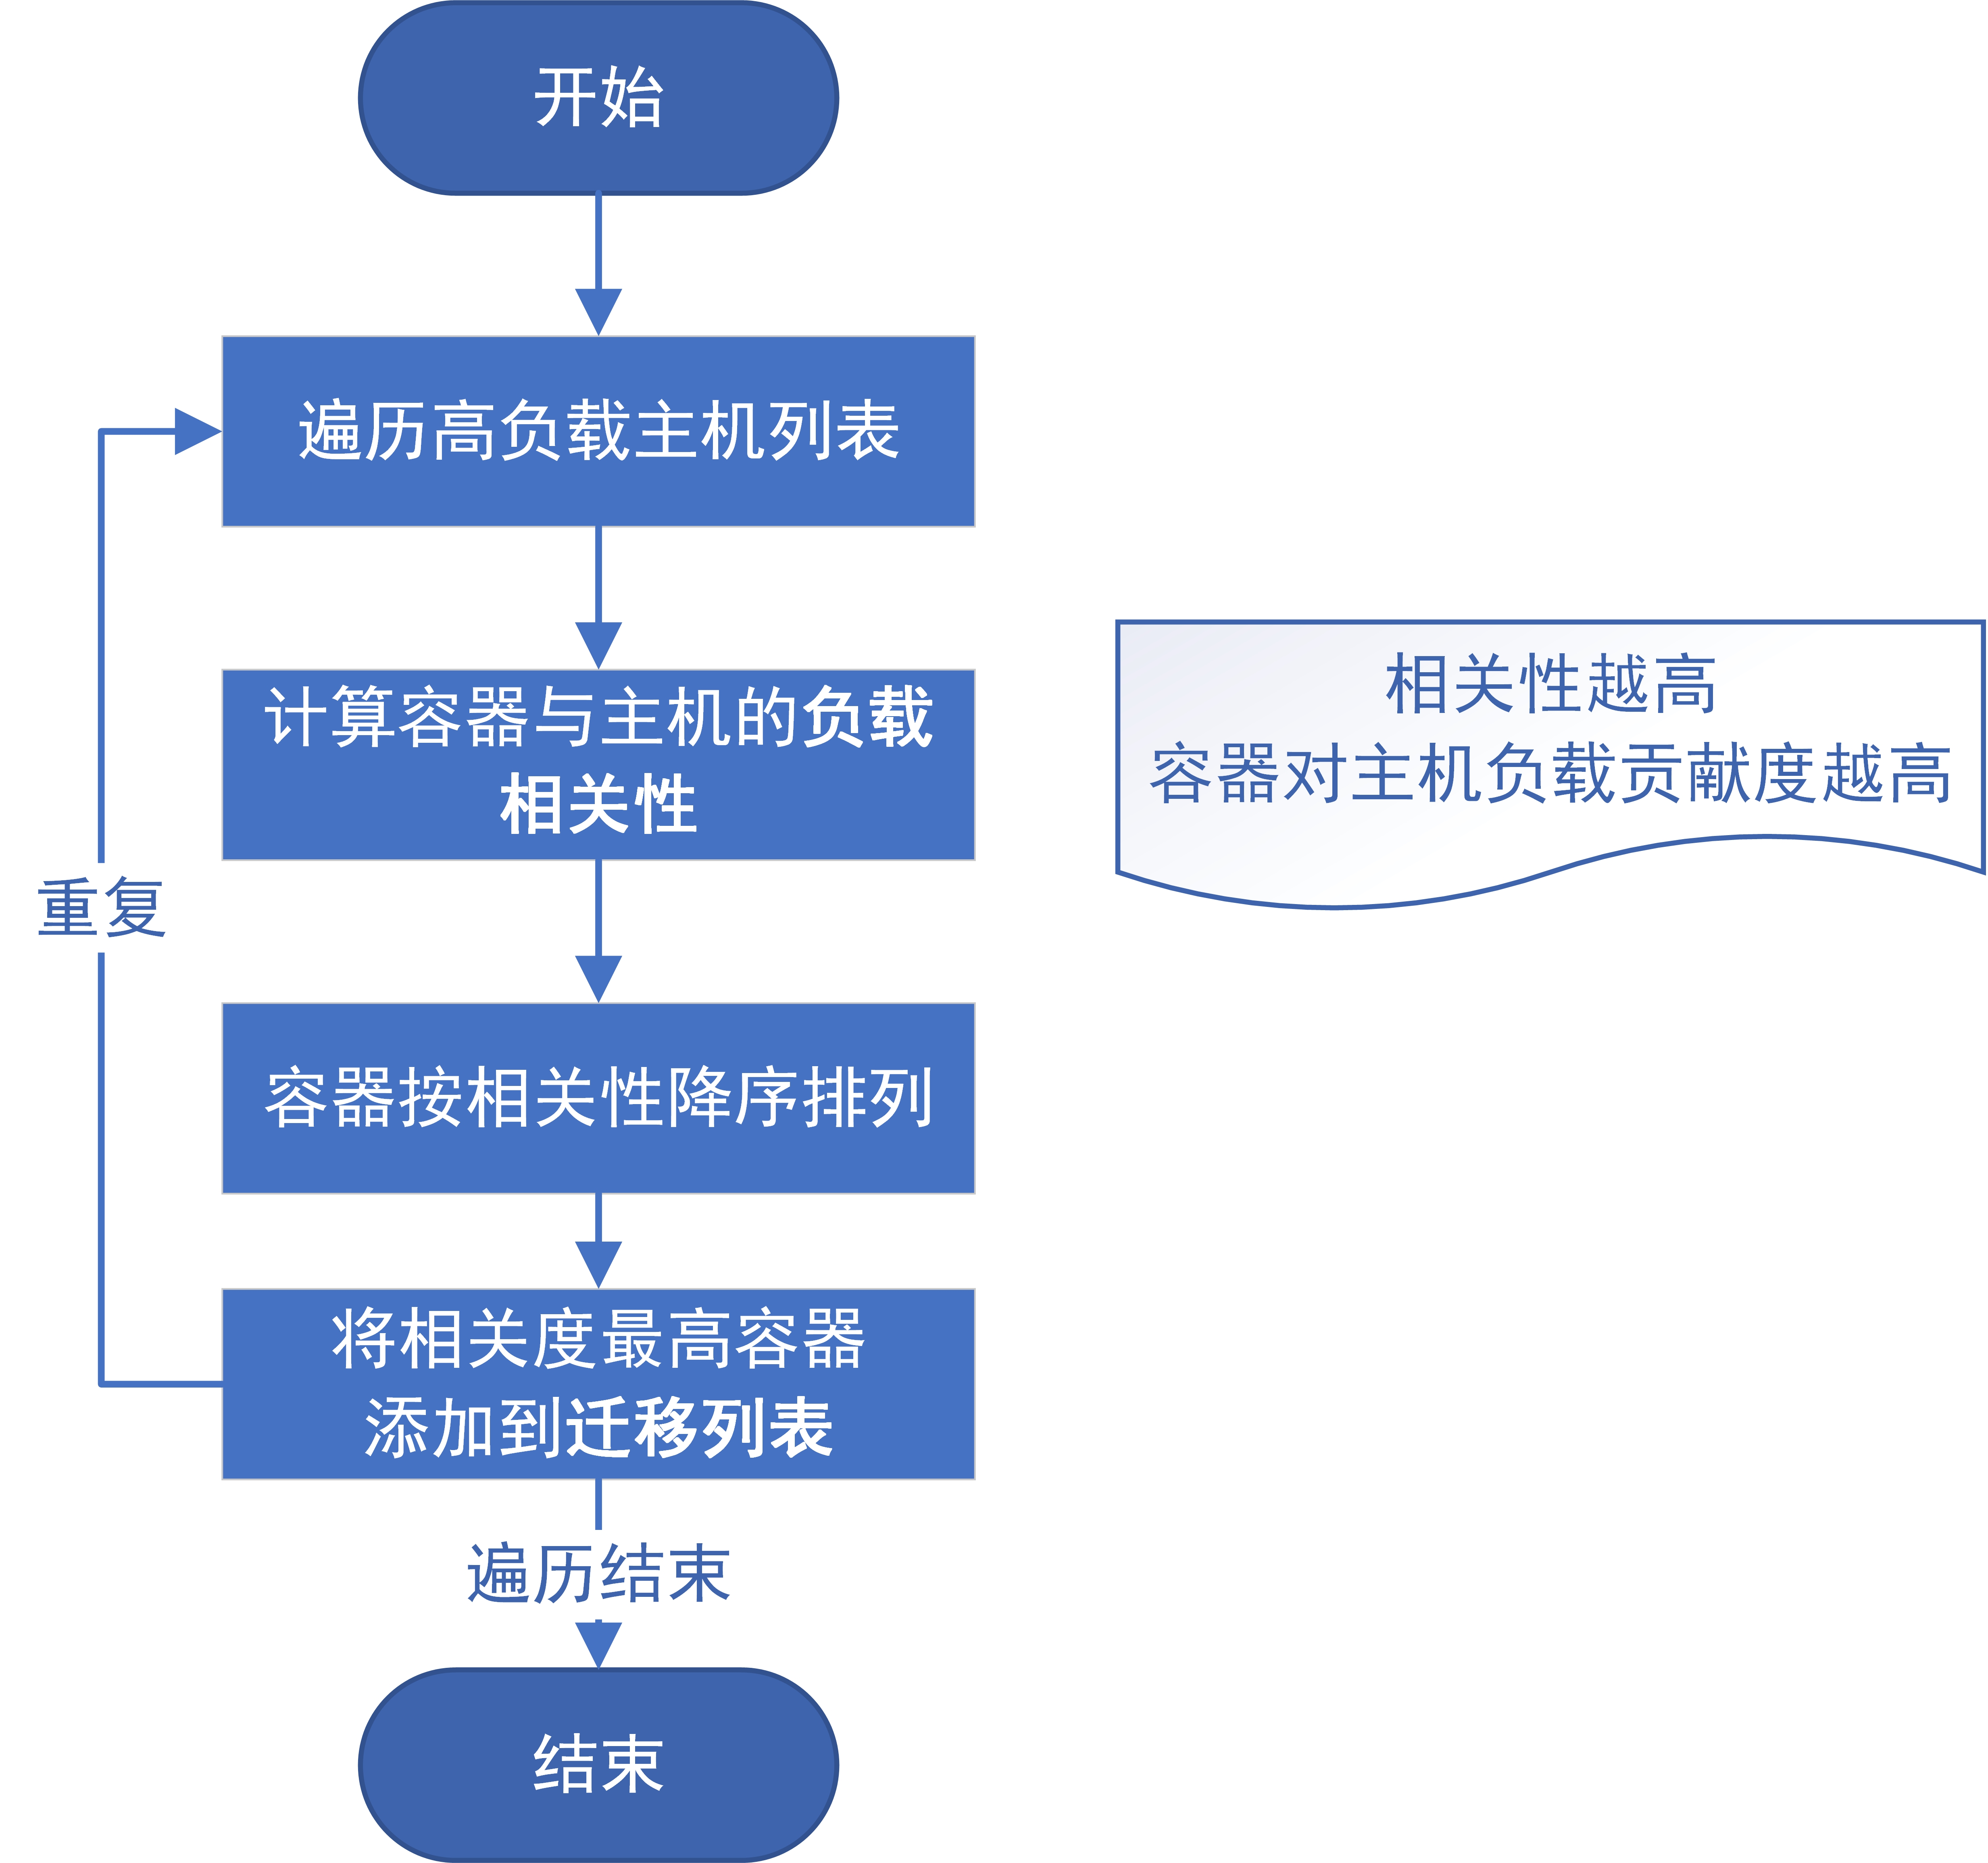 开始
遍历高负载主机列表
计算容器与主机的负载
相关性
相关性越高
容器对主机负载贡献度越高
重复
容器按相关性降序排列
将相关度最高容器
添加到迁移列表
遍历结束
结束